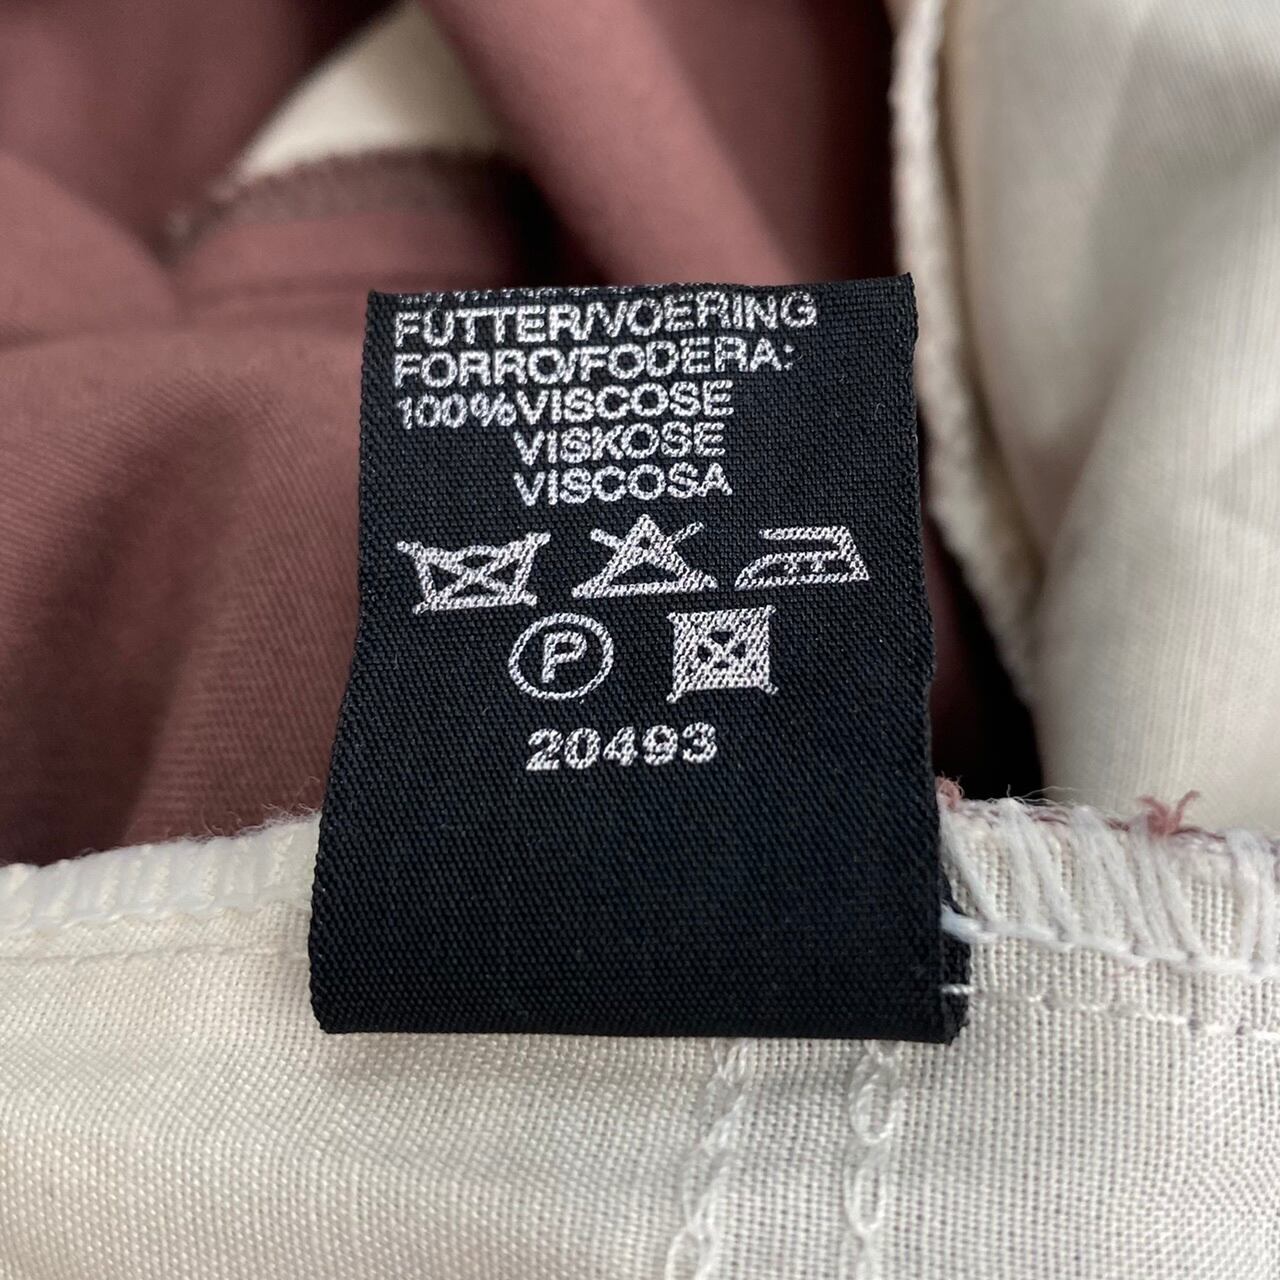 FUTTER/VOERING
FORRO/FODERA:
100%VISCOSE
VISKOSE
VISCOSA
P
20493